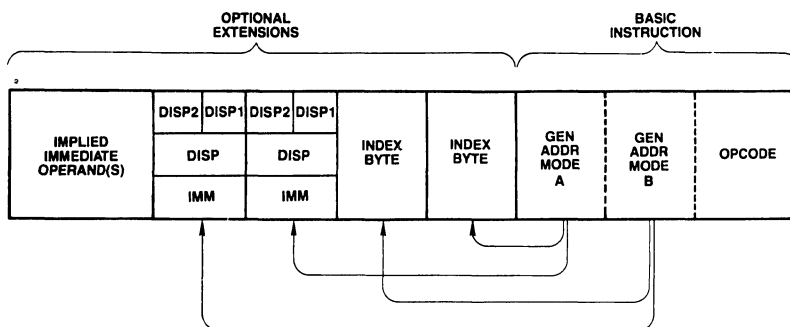 OPTIONAL
EXTENSIONS
BASIC
INSTRUCTION
IMPLIED
IMMEDIATE
OPERAND(S)
DISP2 DISP1
DISP
IMM
DISP2 DISP1
DISP
IMM
INDEX
BYTE
INDEX
BYTE
GEN
ADDR
MODE
A
GEN
ADDR
MODE
B
OPCODE